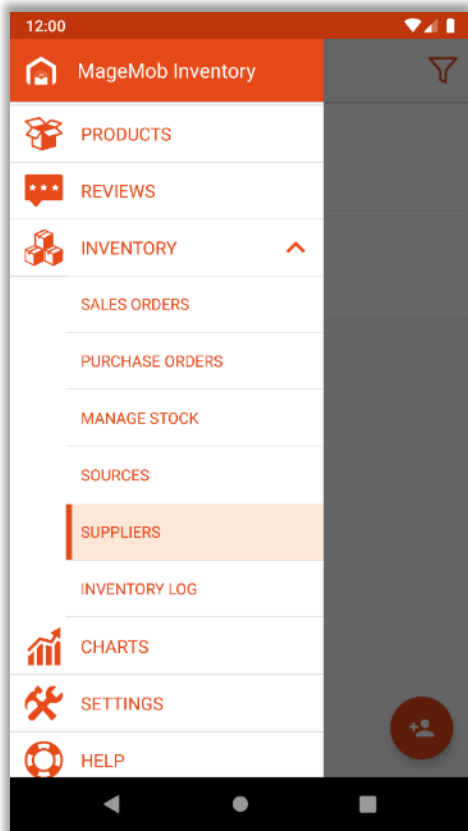 12:00
MageMob Inventory
PRODUCTS
REVIEWS
INVENTORY
SALES ORDERS
PURCHASE ORDERS
MANAGE STOCK
SOURCES
SUPPLIERS
INVENTORY LOG
CHARTS
SETTINGS
HELP